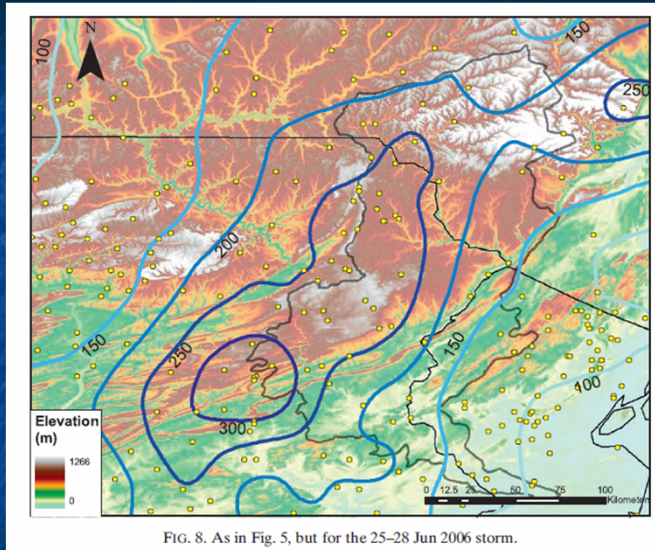 N
100
150
250
200
150
250
300
150
100
Elevation
(m)
1266
0
0 12.5 25 50 75 100
Kilometers
FIG. 8. As in Fig. 5, but for the 25–28 Jun 2006 storm.